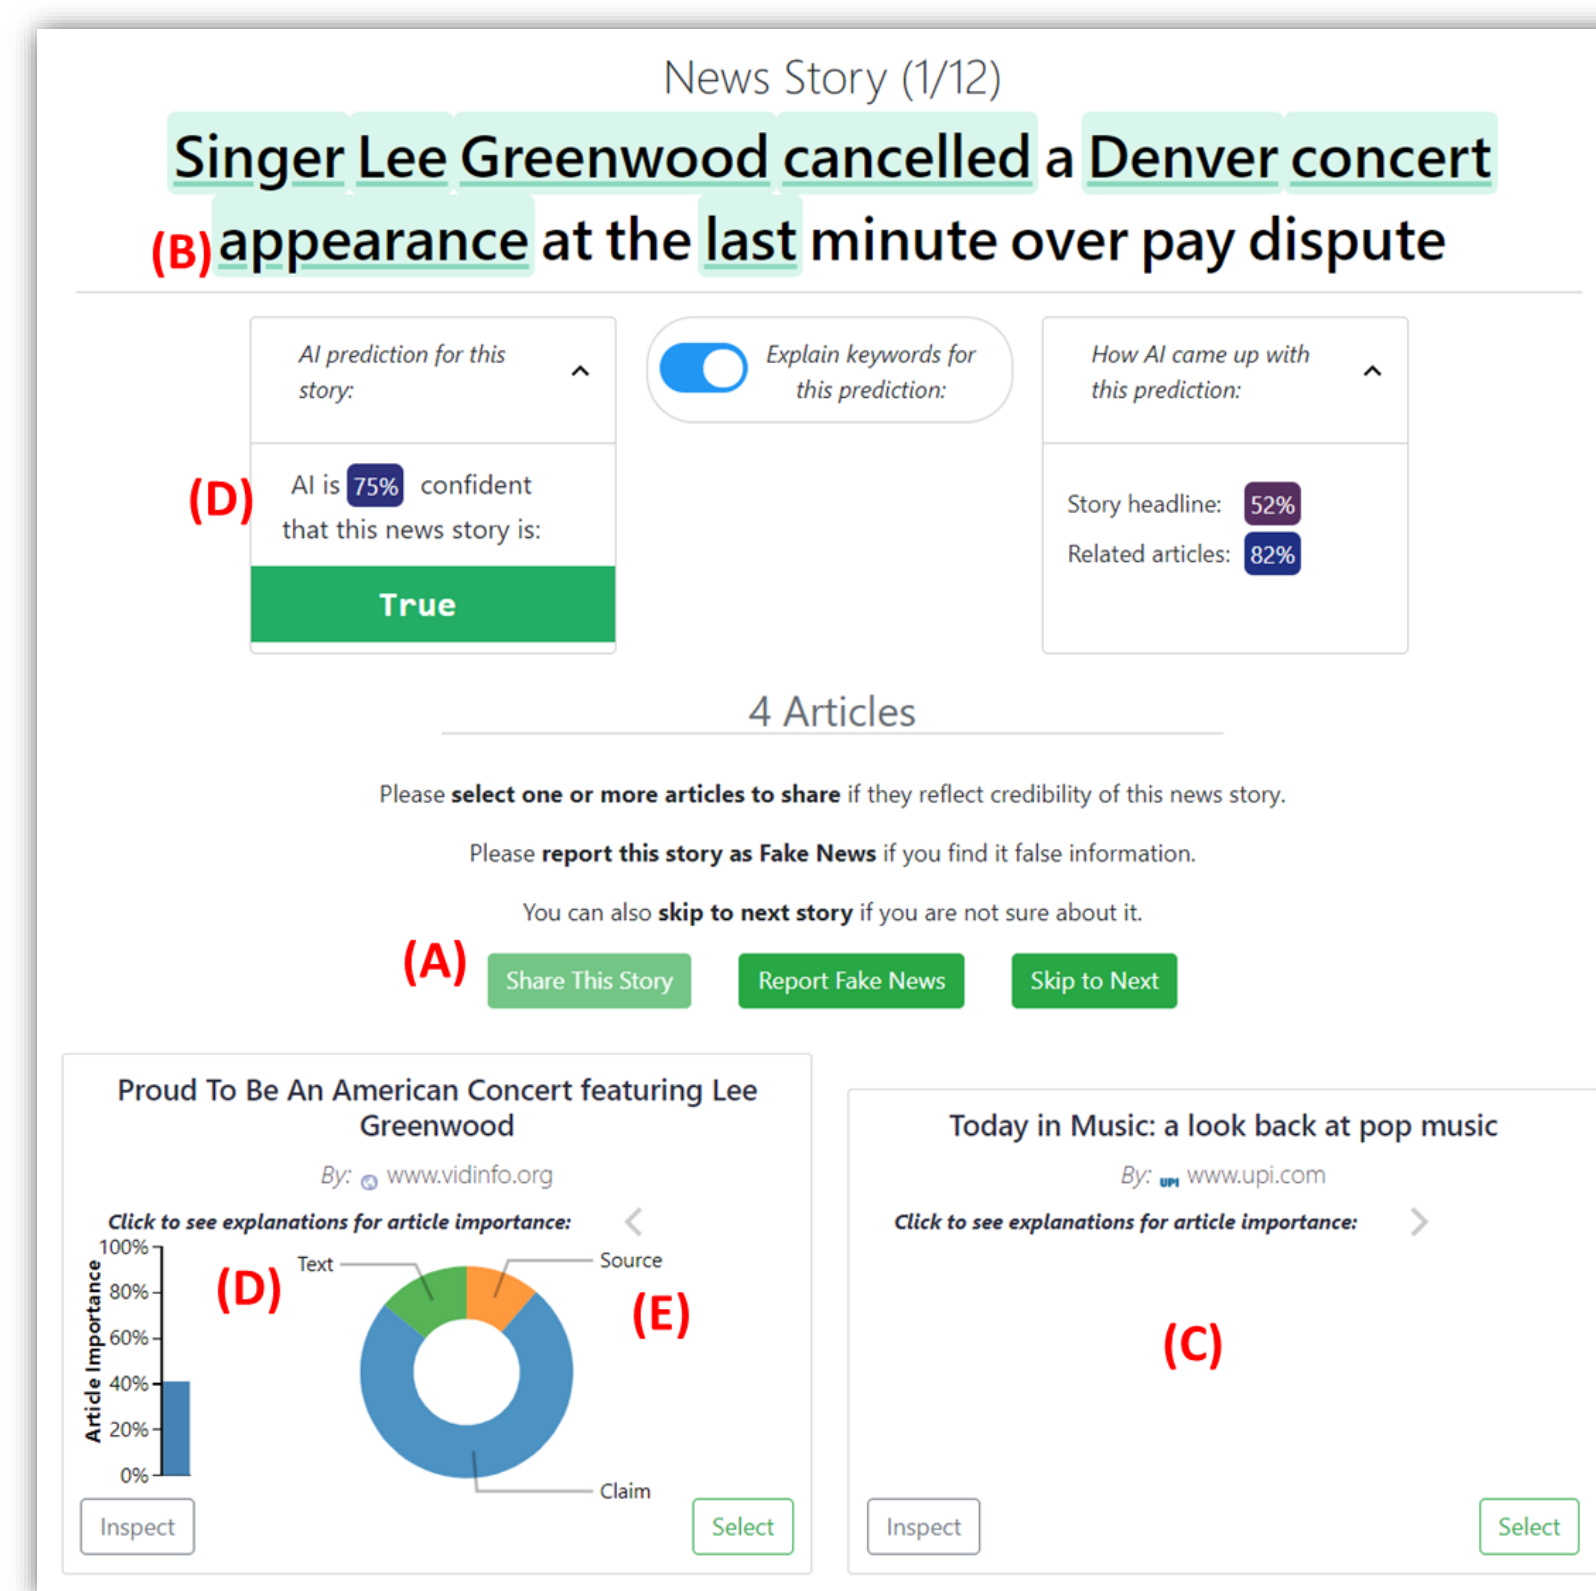 News Story (1/12)
Singer Lee Greenwood cancelled a Denver concert
(B) appearance at the last minute over pay dispute
AI prediction for this
story:
Explain keywords for
this prediction:
How AI came up with
this prediction:
(D)
AI is 75% confident
that this news story is:
True
Story headline: 52%
Related articles: 82%
4 Articles
Please select one or more articles to share if they reflect credibility of this news story.
Please report this story as Fake News if you find it false information.
You can also skip to next story if you are not sure about it.
(A) Share This Story Report Fake News Skip to Next
Proud To Be An American Concert featuring Lee
Greenwood
By: www.vidinfo.org
Click to see explanations for article importance:
Article Importance
100%
80%
60%
40%
20%
0%
(D)
Text
Source
(E)
Claim
Inspect
Select
Today in Music: a look back at pop music
By: UPI www.upi.com
Click to see explanations for article importance:
(C)
Inspect
Select